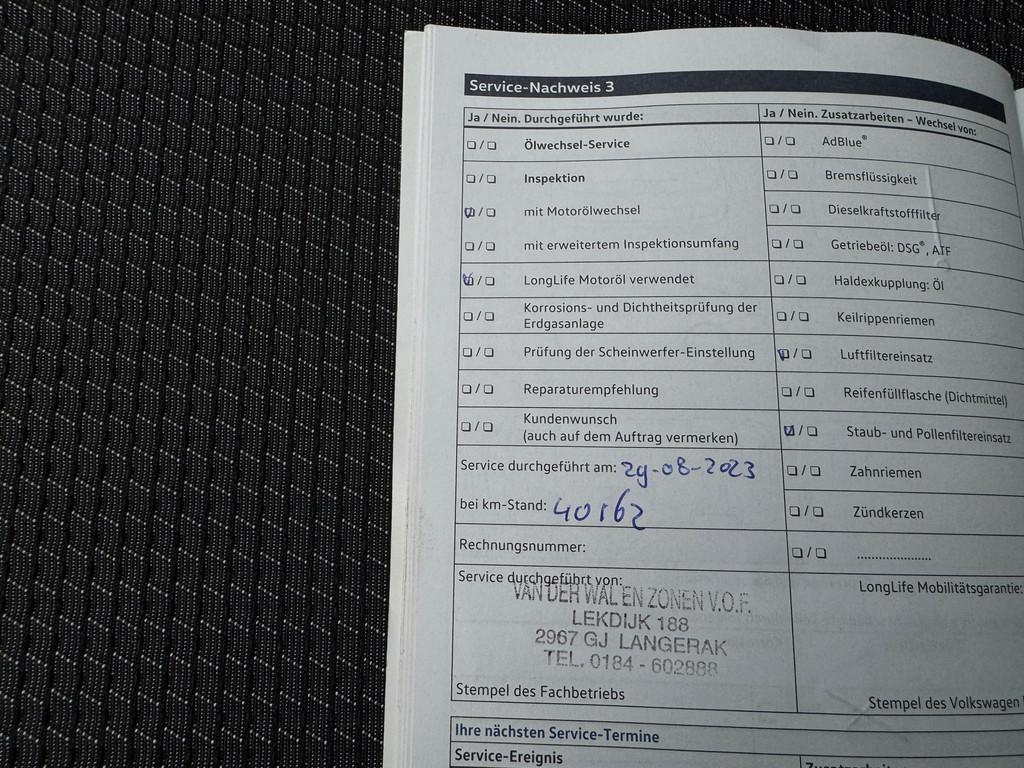 Service-Nachweis 3
Ja / Nein. Durchgeführt wurde:
❏ / ❏ Ölwechsel-Service
❏ / ❏ Inspektion
☑ / ❏ mit Motorölwechsel
❏ / ❏ mit erweitertem Inspektionsumfang
☑ / ❏ LongLife Motoröl verwendet
❏ / ❏ Korrosions- und Dichtheitsprüfung der
Erdgasanlage
❏ / ❏ Prüfung der Scheinwerfer-Einstellung
❏ / ❏ Reparaturempfehlung
❏ / ❏ Kundenwunsch
(auch auf dem Auftrag vermerken)
Service durchgeführt am: 29-08-2023
bei km-Stand: 40162
Rechnungsnummer:
Service durchgeführt von:
VAN DER WAL EN ZONEN V.O.F.
LEKDIJK 188
2967 GJ LANGERAK
TEL. 0184 - 602888
Stempel des Fachbetriebs
Ja / Nein. Zusatzarbeiten – Wechsel von:
❏ / ❏ AdBlue®
❏ / ❏ Bremsflüssigkeit
❏ / ❏ Dieselkraftstofffilter
❏ / ❏ Getriebeöl: DSG®, ATF
❏ / ❏ Haldexkupplung: Öl
❏ / ❏ Keilrippenriemen
☑ / ❏ Luftfiltereinsatz
❏ / ❏ Reifenfüllflasche (Dichtmittel)
☑ / ❏ Staub- und Pollenfiltereinsatz
❏ / ❏ Zahnriemen
❏ / ❏ Zündkerzen
❏ / ❏ .....................
LongLife Mobilitätsgarantie:
Stempel des Volkswagen
Ihre nächsten Service-Termine
Service-Ereignis